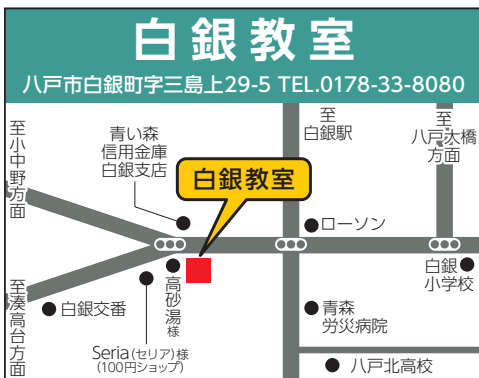 白銀教室
八戸市白銀町字三島上29-5 TEL.0178-33-8080
至小中野方面
青い森
信用金庫
白銀支店
至
白銀駅
至
八戸大橋
方面
白銀教室
ローソン
白銀
小学校
至湊高台方面
白銀交番
高砂湯様
Seria(セリア)様
(100円ショップ)
青森
労災病院
八戸北高校